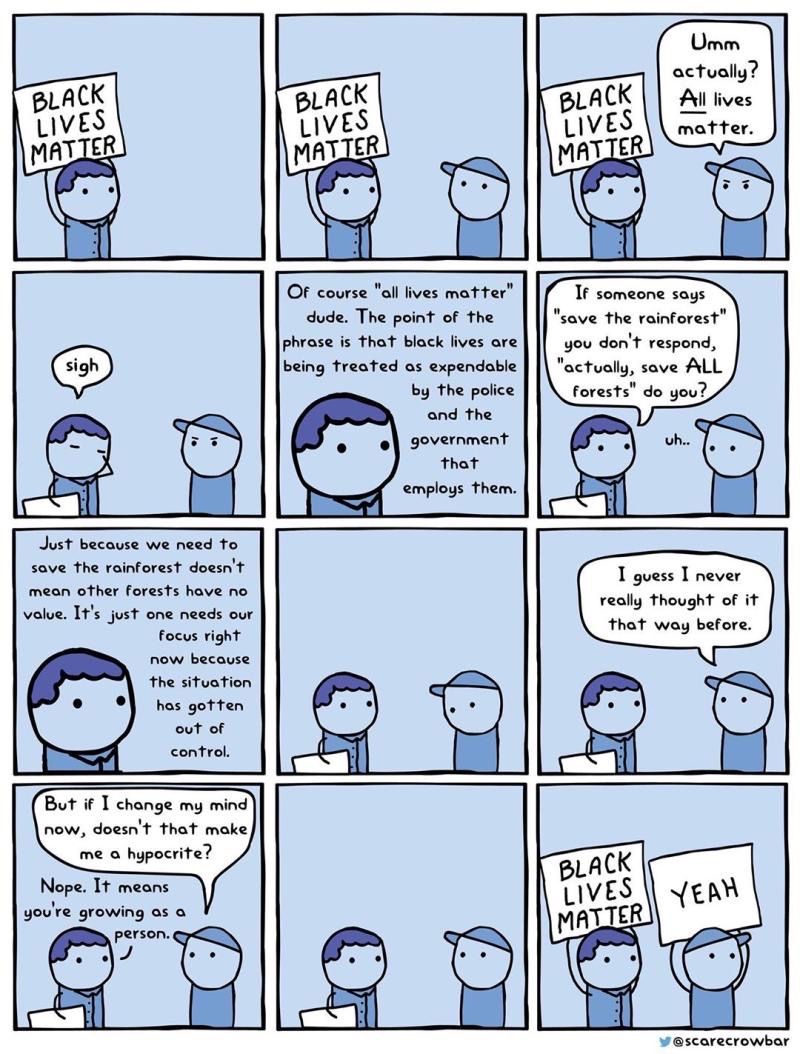 BLACK
LIVES
MATTER
BLACK
LIVES
MATTER
BLACK
LIVES
MATTER
Umm
actually?
All lives
matter.
sigh
Of course "all lives matter"
dude. The point of the
phrase is that black lives are
being treated as expendable
by the police
and the
government
that
employs them.
If someone says
"save the rainforest"
you don't respond,
"actually, save ALL
forests" do you?
uh..
Just because we need to
save the rainforest doesn't
mean other forests have no
value. It's just one needs our
focus right
now because
the situation
has gotten
out of
control.
I guess I never
really thought of it
that way before.
But if I change my mind
now, doesn't that make
me a hypocrite?
Nope. It means
you're growing as a
person.
BLACK
LIVES
MATTER
YEAH
@scarecrowbar